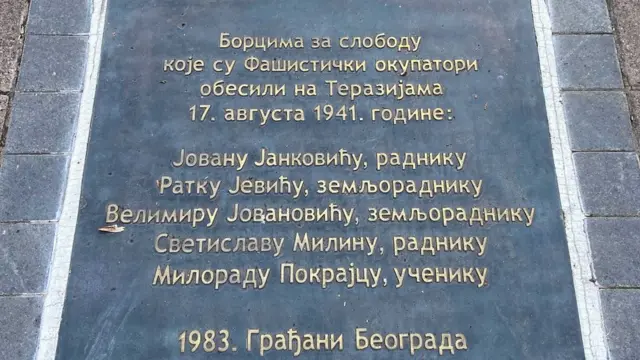 Борцима за слободу
које су Фашистички окупатори
обесили на Теразијама
17. августа 1941. године:
Јовану Јанковићу, раднику
Ратку Јевићу, земљораднику
Велимиру Јовановићу, земљораднику
Светиславу Милину, раднику
Милораду Покрајцу, ученику
1983. Грађани Београда